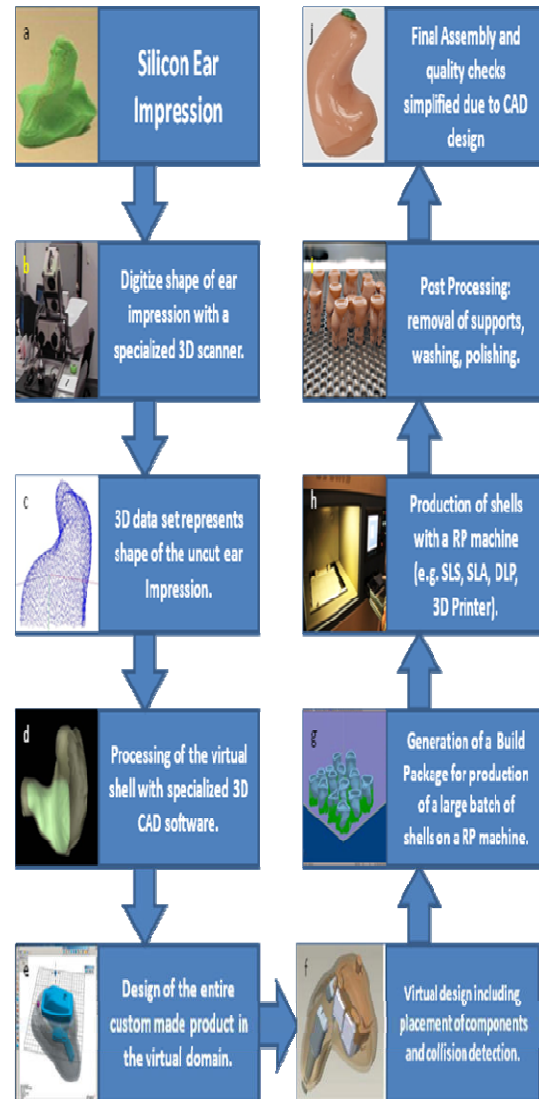 a
Silicon Ear
Impression
b
Digitize shape of ear
impression with a
specialized 3D scanner.
c
3D data set represents
shape of the uncut ear
Impression.
d
Processing of the virtual
shell with specialized 3D
CAD software.
e
Design of the entire
custom made product in
the virtual domain.
f
Virtual design including
placement of components
and collision detection.
g
Generation of a Build
Package for production
of a large batch of
shells on a RP machine.
h
Production of shells
with a RP machine
(e.g. SLS, SLA, DLP,
3D Printer).
i
Post Processing:
removal of supports,
washing, polishing.
j
Final Assembly and
quality checks
simplified due to CAD
design